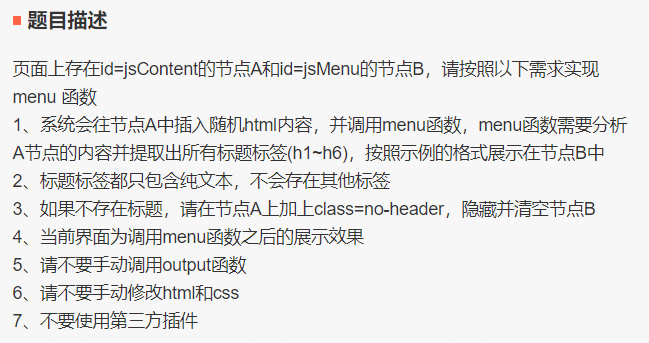 题目描述
页面上存在id=jsContent的节点A和id=jsMenu的节点B，请按照以下需求实现
menu 函数
1、系统会往节点A中插入随机html内容，并调用menu函数，menu函数需要分析
A节点的内容并提取出所有标题标签(h1~h6)，按照示例的格式展示在节点B中
2、标题标签都只包含纯文本，不会存在其他标签
3、如果不存在标题，请在节点A上加上class=no-header，隐藏并清空节点B
4、当前界面为调用menu函数之后的展示效果
5、请不要手动调用output函数
6、请不要手动修改html和css
7、不要使用第三方插件